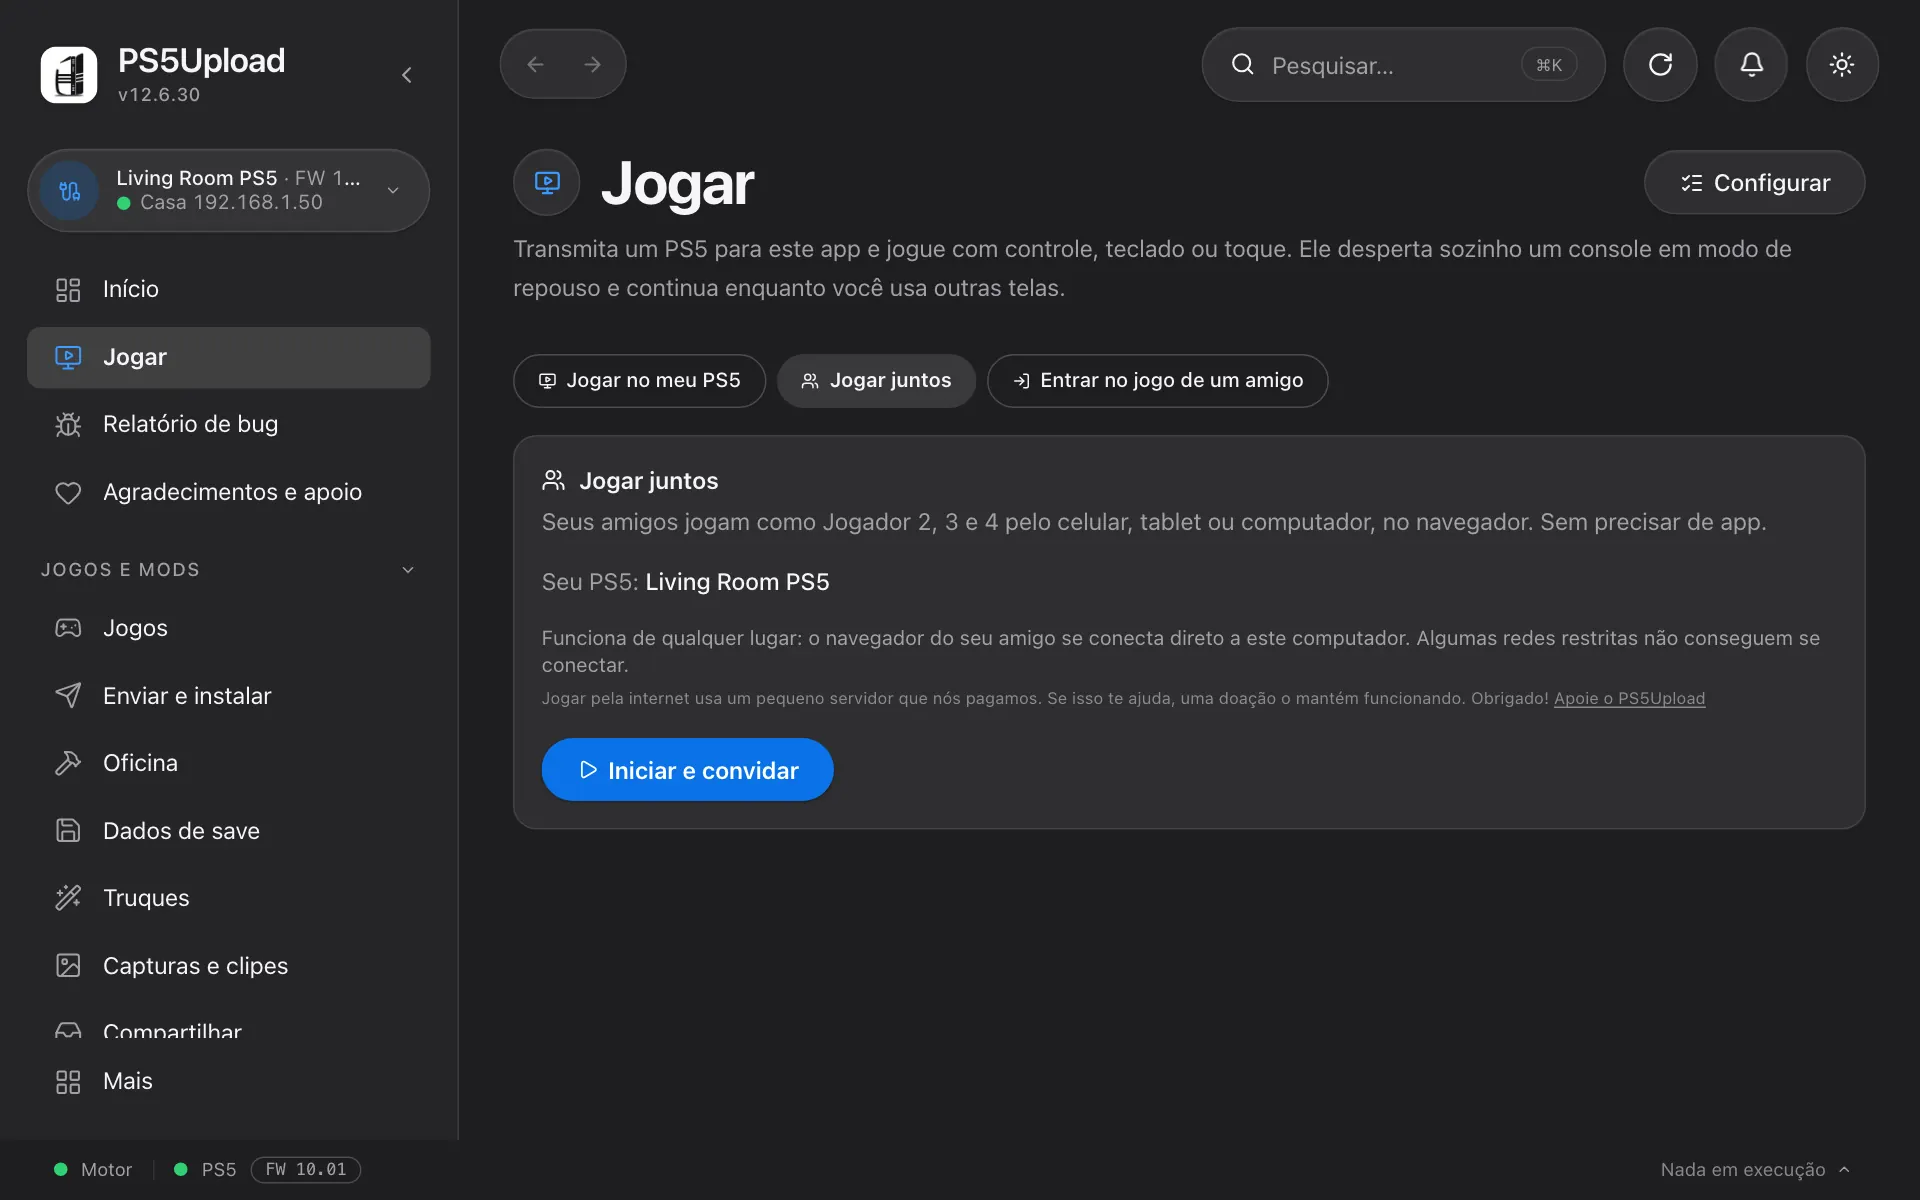 PS5Upload
v12.6.30
Living Room PS5 · FW 1...
Casa 192.168.1.50
Início
Jogar
Relatório de bug
Agradecimentos e apoio
JOGOS E MODS
Jogos
Enviar e instalar
Oficina
Dados de save
Truques
Capturas e clipes
Compartilhar
Mais
Pesquisar...
⌘K
Jogar
Configurar
Transmita um PS5 para este app e jogue com controle, teclado ou toque. Ele desperta sozinho um console em modo de
repouso e continua enquanto você usa outras telas.
Jogar no meu PS5
Jogar juntos
Entrar no jogo de um amigo
Jogar juntos
Seus amigos jogam como Jogador 2, 3 e 4 pelo celular, tablet ou computador, no navegador. Sem precisar de app.
Seu PS5: Living Room PS5
Funciona de qualquer lugar: o navegador do seu amigo se conecta direto a este computador. Algumas redes restritas não conseguem se
conectar.
Jogar pela internet usa um pequeno servidor que nós pagamos. Se isso te ajuda, uma doação o mantém funcionando. Obrigado! Apoie o PS5Upload
Iniciar e convidar
Motor
PS5
FW 10.01
Nada em execução